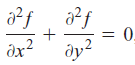 ∂²f/∂x² + ∂²f/∂y² = 0